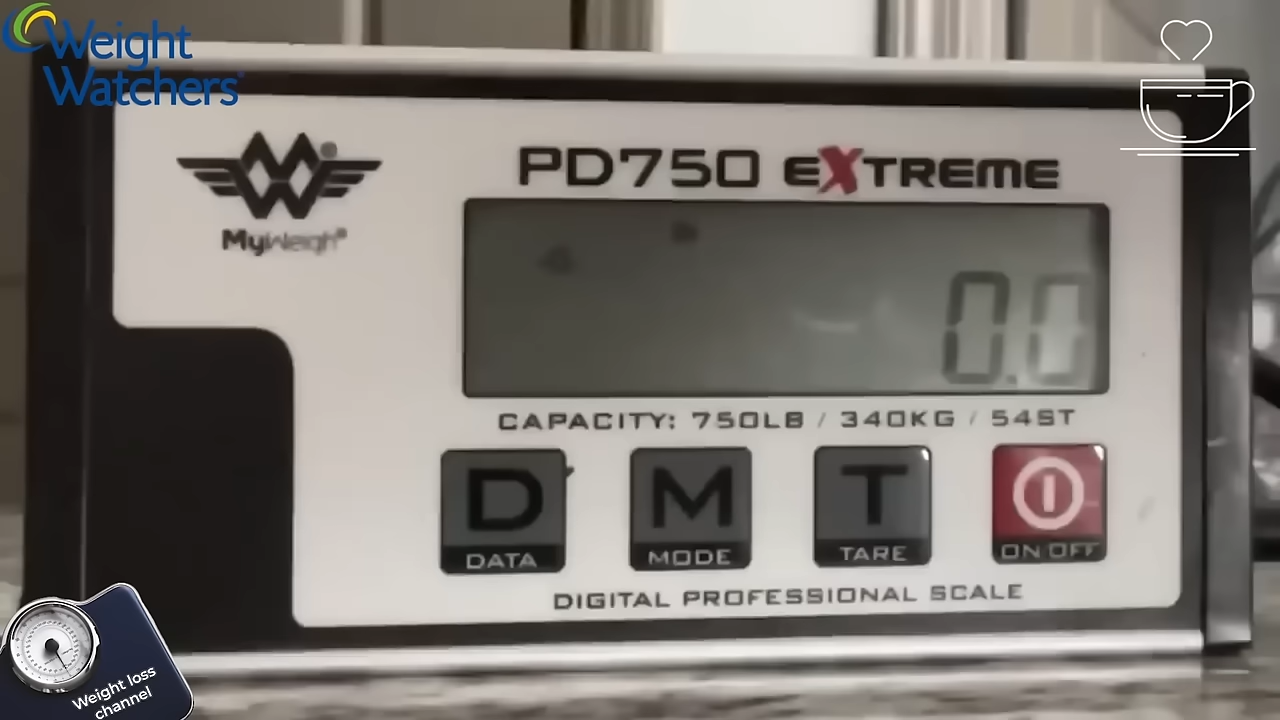 Weight
Watchers
MyWeigh®
PD750 EXTREME
0.0
CAPACITY: 750LB / 340KG / 54ST
D
DATA
M
MODE
T
TARE
ON OFF
DIGITAL PROFESSIONAL SCALE
Weight loss
channel